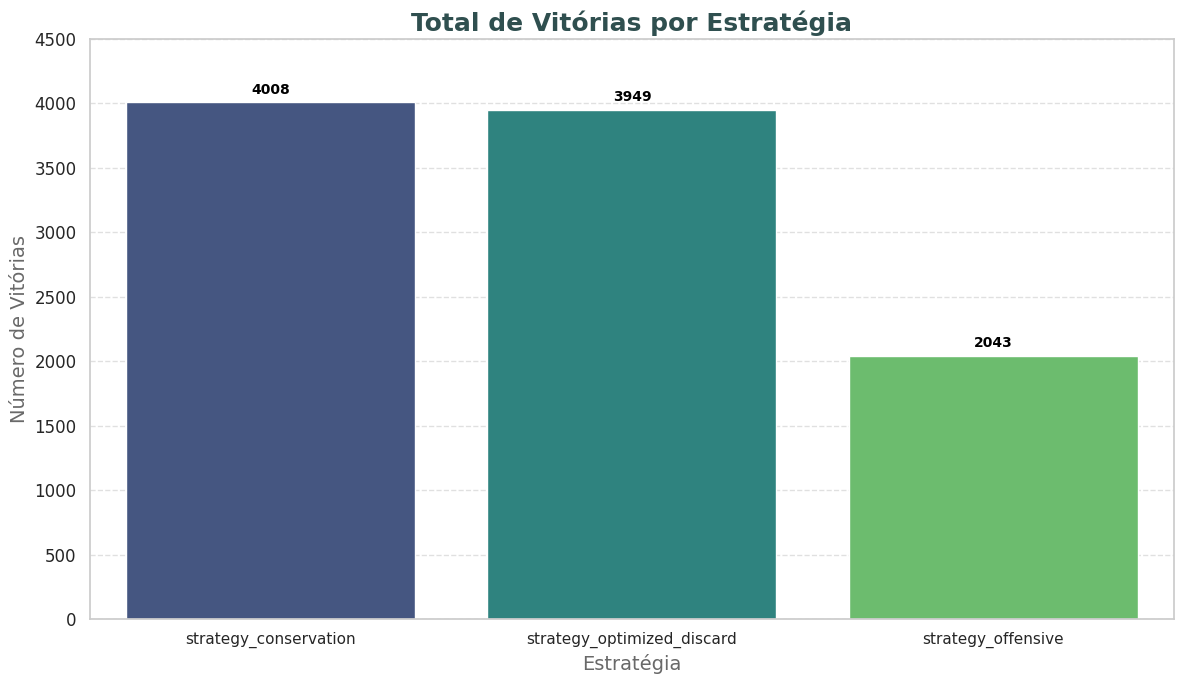 Total de Vitórias por Estratégia
Número de Vitórias
4500
4000
3500
3000
2500
2000
1500
1000
500
0
4008
3949
2043
strategy_conservation
strategy_optimized_discard
strategy_offensive
Estratégia